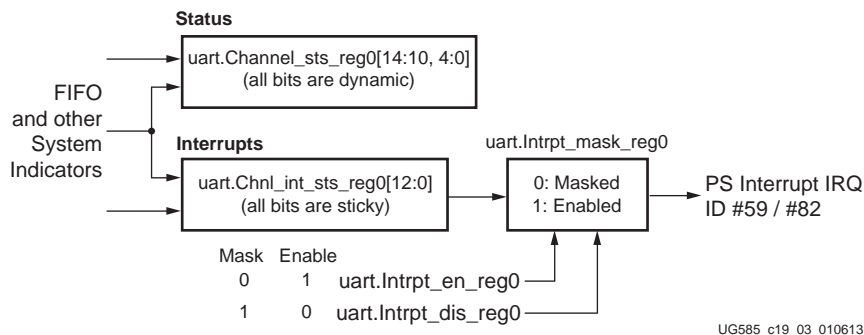 Status
uart.Channel_sts_reg0[14:10, 4:0]
(all bits are dynamic)
FIFO
and other
System
Indicators
Interrupts
uart.Chnl_int_sts_reg0[12:0]
(all bits are sticky)
uart.Intrpt_mask_reg0
0: Masked
1: Enabled
PS Interrupt IRQ
ID #59 / #82
Mask Enable
0 1 uart.Intrpt_en_reg0
1 0 uart.Intrpt_dis_reg0
UG585_c19_03_010613